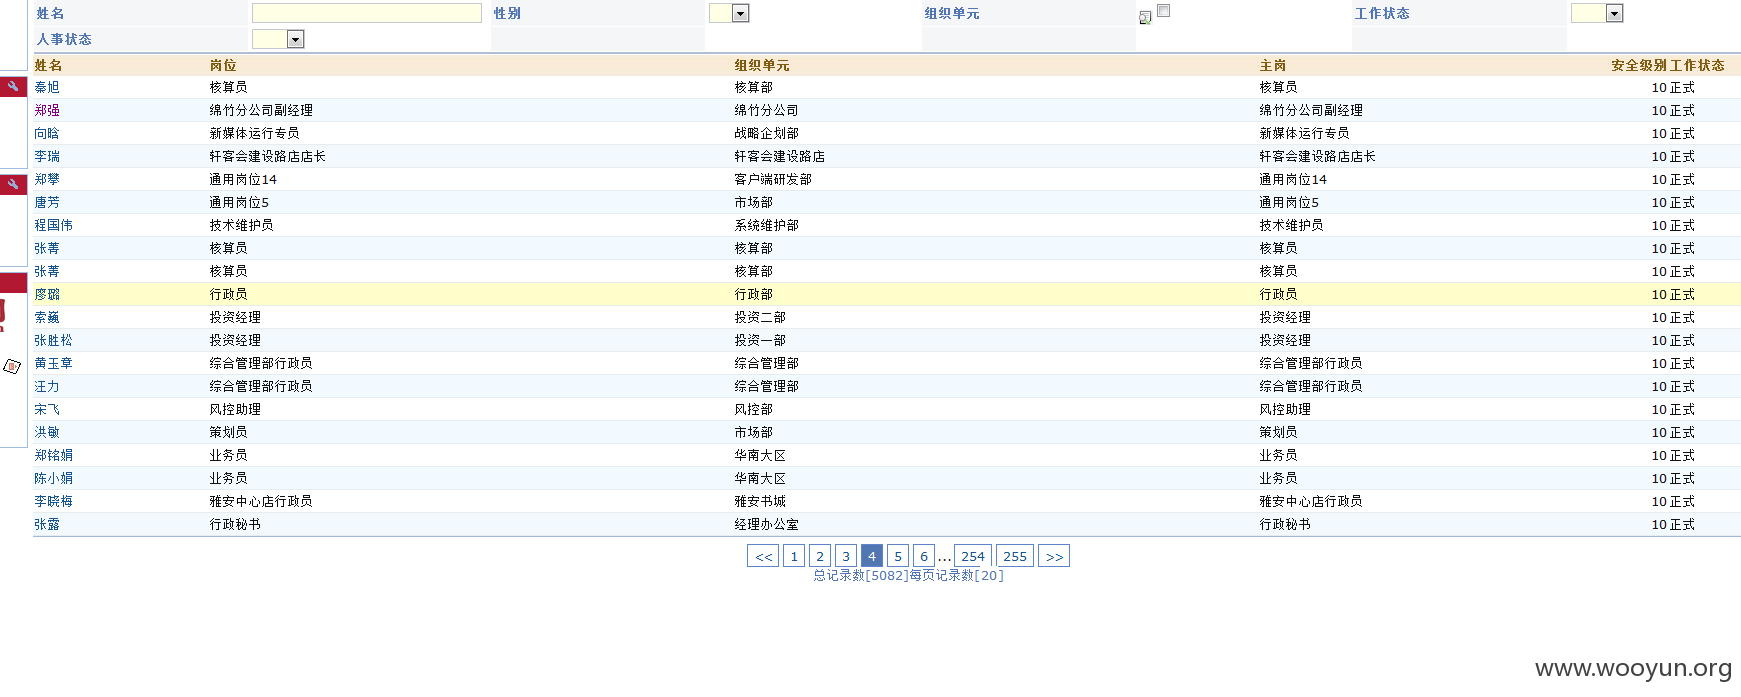 姓名 性别 组织单元 工作状态
人事状态
姓名 岗位 组织单元 主岗 安全级别 工作状态
秦旭 核算员 核算部 核算员 10 正式
郑强 绵竹分公司副经理 绵竹分公司 绵竹分公司副经理 10 正式
向晗 新媒体运行专员 战略企划部 新媒体运行专员 10 正式
李瑞 轩客会建设路店店长 轩客会建设路店 轩客会建设路店店长 10 正式
郑攀 通用岗位14 客户端研发部 通用岗位14 10 正式
唐芳 通用岗位5 市场部 通用岗位5 10 正式
程国伟 技术维护员 系统维护部 技术维护员 10 正式
张菁 核算员 核算部 核算员 10 正式
张菁 核算员 核算部 核算员 10 正式
廖璐 行政员 行政部 行政员 10 正式
索巍 投资经理 投资二部 投资经理 10 正式
张胜松 投资经理 投资一部 投资经理 10 正式
黄玉章 综合管理部行政员 综合管理部 综合管理部行政员 10 正式
汪力 综合管理部行政员 综合管理部 综合管理部行政员 10 正式
宋飞 风控助理 风控部 风控助理 10 正式
洪敏 策划员 市场部 策划员 10 正式
郑铭娟 业务员 华南大区 业务员 10 正式
陈小娟 业务员 华南大区 业务员 10 正式
李晓梅 雅安中心店行政员 雅安书城 雅安中心店行政员 10 正式
张露 行政秘书 经理办公室 行政秘书 10 正式
<< 1 2 3 4 5 6 ... 254 255 >>
总记录数[5082]每页记录数[20]
www.wooyun.org